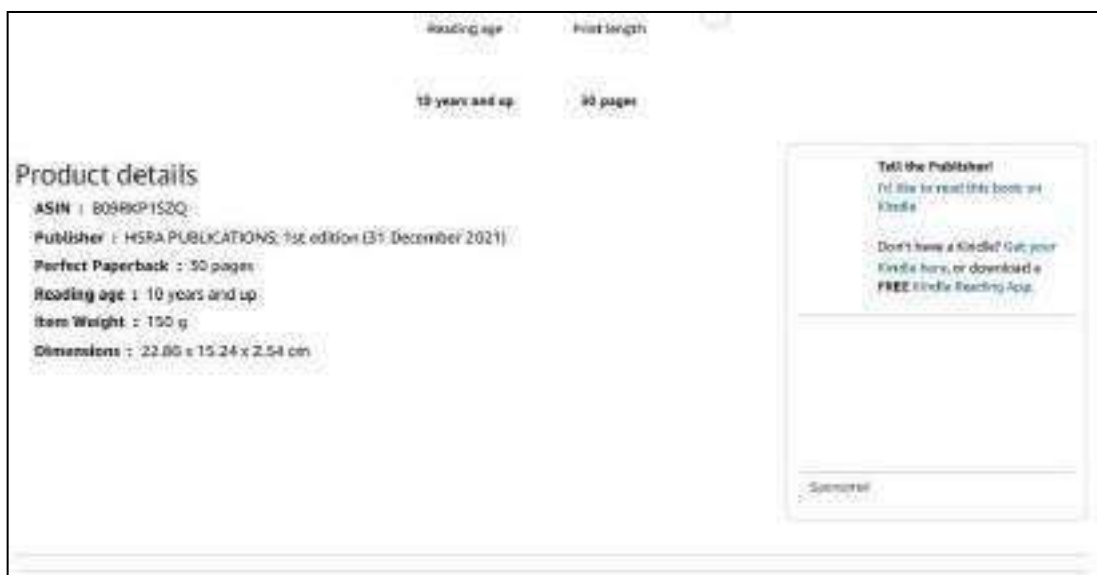 Reading age Print length
10 years and up 30 pages
Product details
ASIN : B09RKP1SZQ
Publisher : HSRA PUBLICATIONS; 1st edition (31 December 2021)
Perfect Paperback : 30 pages
Reading age : 10 years and up
Item Weight : 150 g
Dimensions : 22.86 x 15.24 x 2.54 cm
Tell the Publisher!
I'd like to read this book on
Kindle
Don't have a Kindle? Get your
Kindle here, or download a
FREE Kindle Reading App.
Sponsored